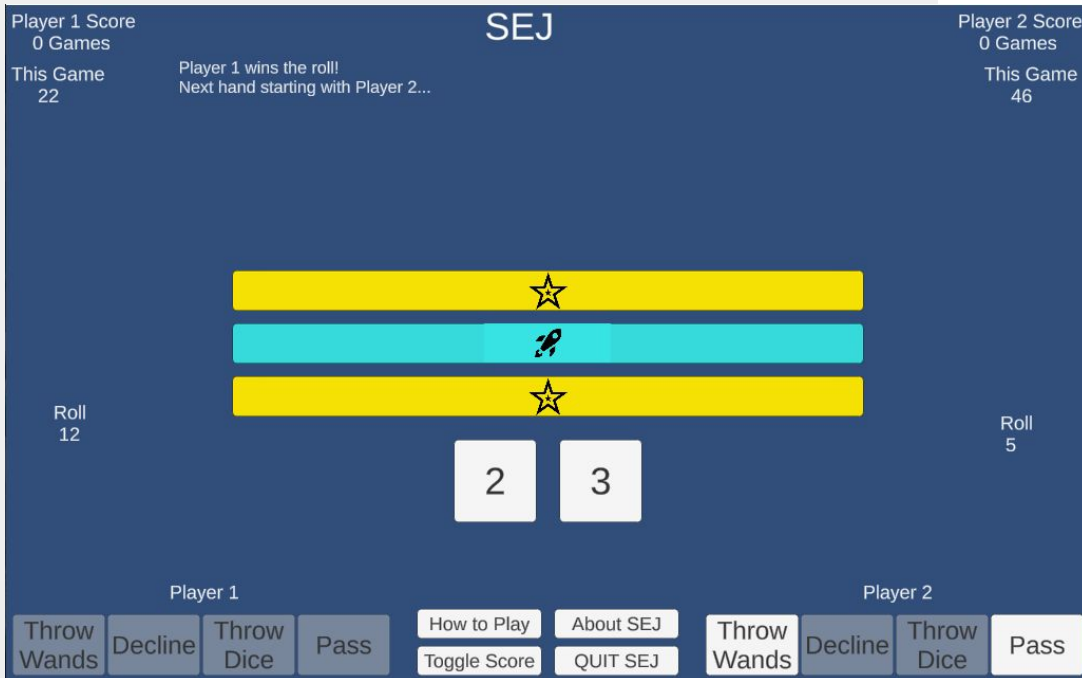 Player 1 Score
0 Games
This Game
22
SEJ
Player 1 wins the roll!
Next hand starting with Player 2...
Player 2 Score
0 Games
This Game
46
Roll
12
Roll
5
2
3
Player 1
Throw
Wands
Decline
Throw
Dice
Pass
How to Play
About SEJ
Toggle Score
QUIT SEJ
Player 2
Throw
Wands
Decline
Throw
Dice
Pass